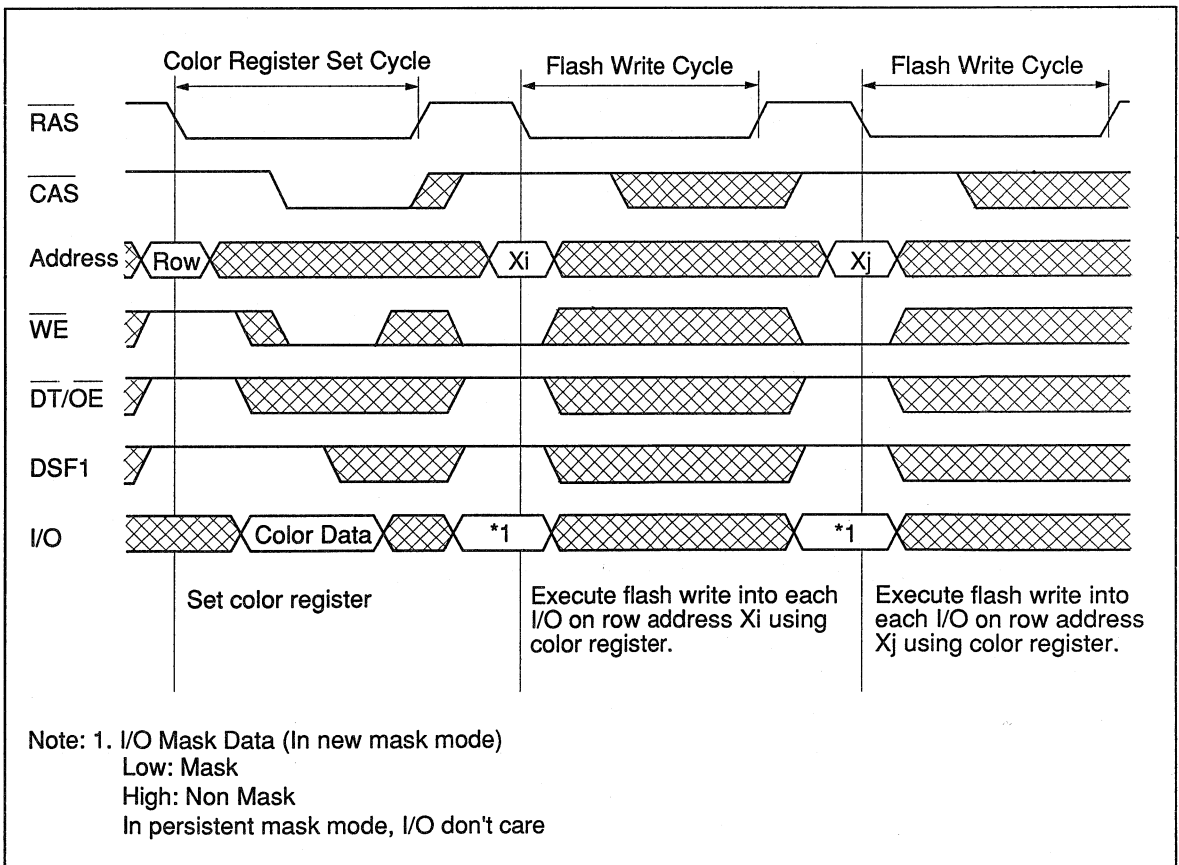 Color Register Set Cycle
Flash Write Cycle
Flash Write Cycle
RAS
CAS
Address
Row
Xi
Xj
WE
DT/OE
DSF1
I/O
Color Data
*1
*1
Set color register
Execute flash write into each
I/O on row address Xi using
color register.
Execute flash write into
each I/O on row address
Xj using color register.
Note: 1. I/O Mask Data (In new mask mode)
Low: Mask
High: Non Mask
In persistent mask mode, I/O don't care